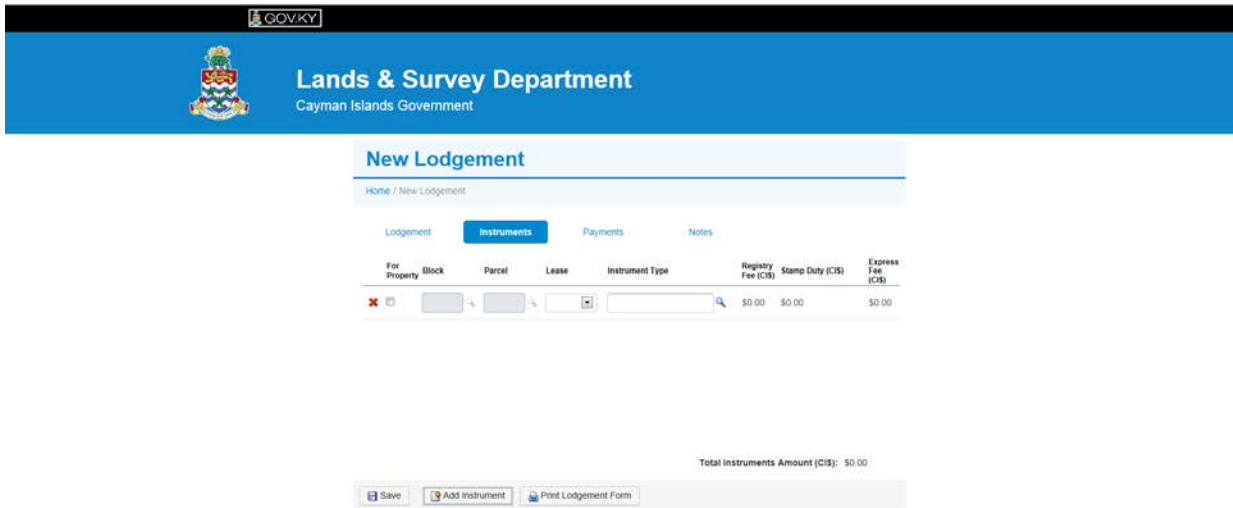 GOV.KY
Lands & Survey Department
Cayman Islands Government
New Lodgement
Home / New Lodgement
Lodgement Instruments Payments Notes
For Property Block Parcel Lease Instrument Type Registry Fee (CI$) Stamp Duty (CI$) Express Fee (CI$)
$0.00 $0.00 $0.00
Total Instruments Amount (CI$): $0.00
Save Add Instrument Print Lodgement Form